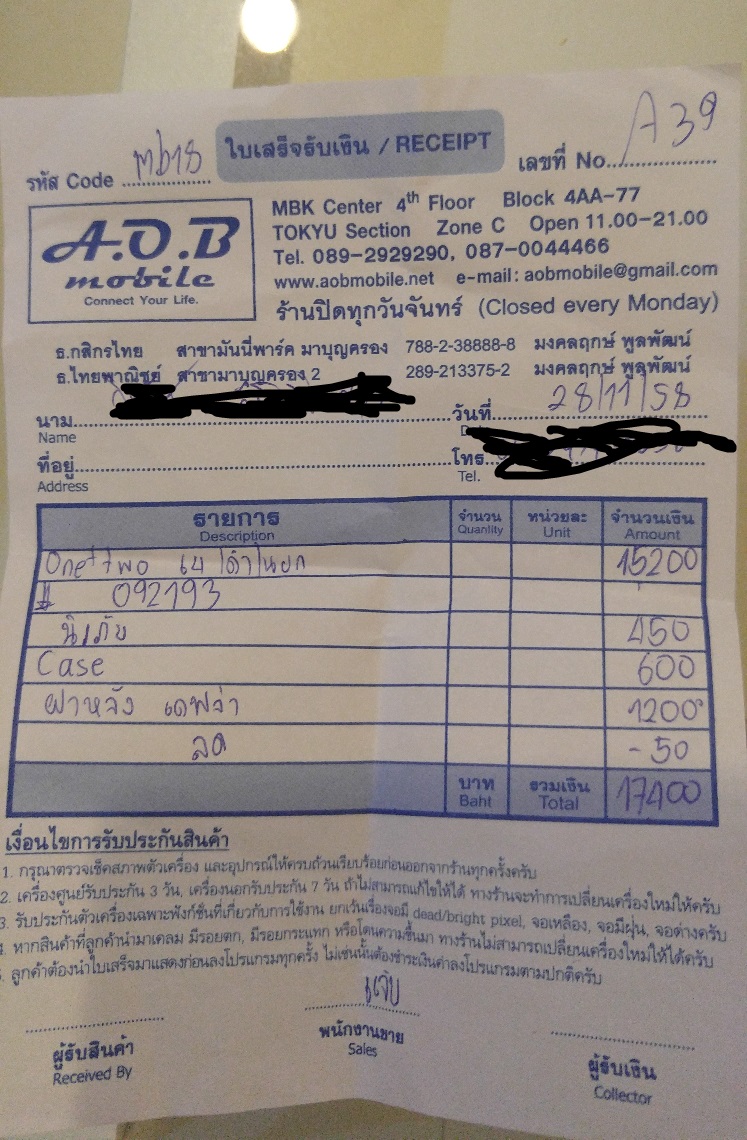 ใบเสร็จรับเงิน / RECEIPT
รหัส Code mb18
เลขที่ No. A39
A.O.B
mobile
Connect Your Life.
MBK Center 4th Floor Block 4AA-77
TOKYU Section Zone C Open 11.00-21.00
Tel. 089-2929290, 087-0044466
www.aobmobile.net e-mail: aobmobile@gmail.com
ร้านปิดทุกวันจันทร์ (Closed every Monday)
ธ.กสิกรไทย สาขามันนี่พาร์ค มาบุญครอง 788-2-38888-8 มงคลฤกษ์ พูลพัฒน์
ธ.ไทยพาณิชย์ สาขามาบุญครอง 2 289-213375-2 มงคลฤกษ์ พูลพัฒน์
นาม วันที่ 28/11/58
Name
ที่อยู่ โทร.
Address Tel.
รายการ จำนวน หน่วยละ จำนวนเงิน
Description Quanlity Unit Amount
One+two 64 /ดำ/นอก 15200
# 092193
นิรภัย 450
Case 600
ฝาหลัง 1200
ลด - 50
บาท รวมเงิน 17400
Baht Total
เงื่อนไขการรับประกันสินค้า
1. กรุณาตรวจเช็คสภาพตัวเครื่อง และอุปกรณ์ให้ครบถ้วนเรียบร้อยก่อนออกจากร้านทุกครั้งครับ
2. เครื่องศูนย์รับประกัน 3 วัน, เครื่องนอกรับประกัน 7 วัน ถ้าไม่สามารถแก้ไขให้ได้ ทางร้านจะทำการเปลี่ยนเครื่องใหม่ให้ครับ
3. รับประกันตัวเครื่องเฉพาะฟังก์ชั่นที่เกี่ยวกับการใช้งาน ยกเว้นเรื่องจอมี dead/bright pixel, จอเหลือง, จอมีฝุ่น, จอด่างครับ
4. หากสินค้าที่ลูกค้านำมาเคลม มีรอยตก, มีรอยกระแทก หรือโดนความชื้นมา ทางร้านไม่สามารถเปลี่ยนเครื่องใหม่ให้ได้ครับ
. ลูกค้าต้องนำใบเสร็จมาแสดงก่อนลงโปรแกรมทุกครั้ง ไม่เช่นนั้นต้องชำระเงินค่าลงโปรแกรมตามปกติครับ
ผู้รับสินค้า พนักงานขาย ผู้รับเงิน
Received By Sales Collector